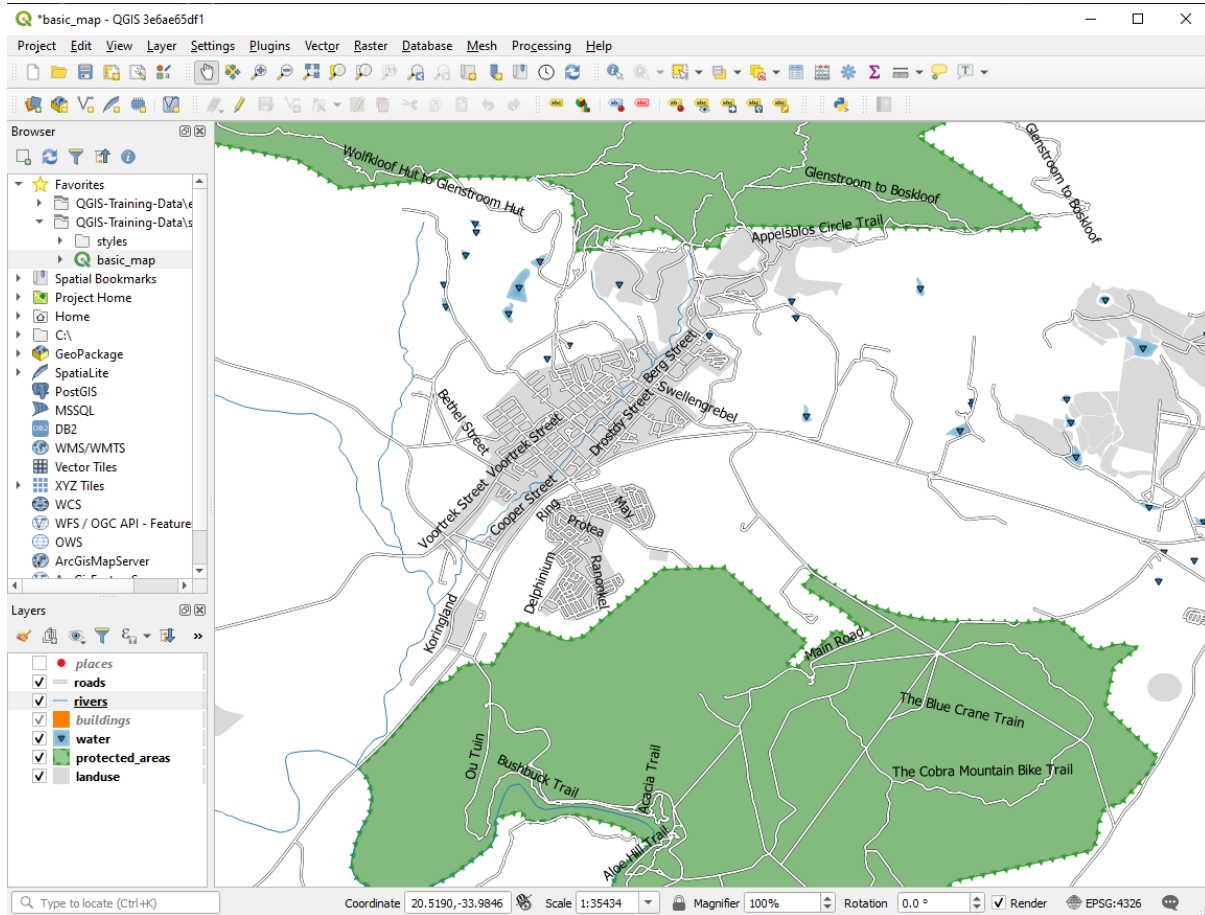 *basic_map - QGIS 3e6ae65df1
Project Edit View Layer Settings Plugins Vector Raster Database Mesh Processing Help
Browser
Favorites
QGIS-Training-Data\e
QGIS-Training-Data\s
styles
basic_map
Spatial Bookmarks
Project Home
Home
C:\
GeoPackage
SpatiaLite
PostGIS
MSSQL
DB2
WMS/WMTS
Vector Tiles
XYZ Tiles
WCS
WFS / OGC API - Feature
OWS
ArcGisMapServer
Layers
places
roads
rivers
buildings
water
protected_areas
landuse
Wolfkloof Hut to Glenstroom Hut
Glenstroom to Boskloof
Glenstroom to Boskloof
Appelsblos Circle Trail
Berg Street
Swellengrebel
Bethel Street
Drostdy Street
Voortrek Street
Voortrek Street
Cooper Street
Ring
May
Protea
Delphinium
Ranonkel
Koringland
Main Road
The Blue Crane Train
The Cobra Mountain Bike Trail
Ou Tuin
Bushbuck Trail
Acacia Trail
Aloe Hill Trail
Type to locate (Ctrl+K) Coordinate 20.5190,-33.9846 Scale 1:35434 Magnifier 100% Rotation 0.0 ° Render EPSG:4326